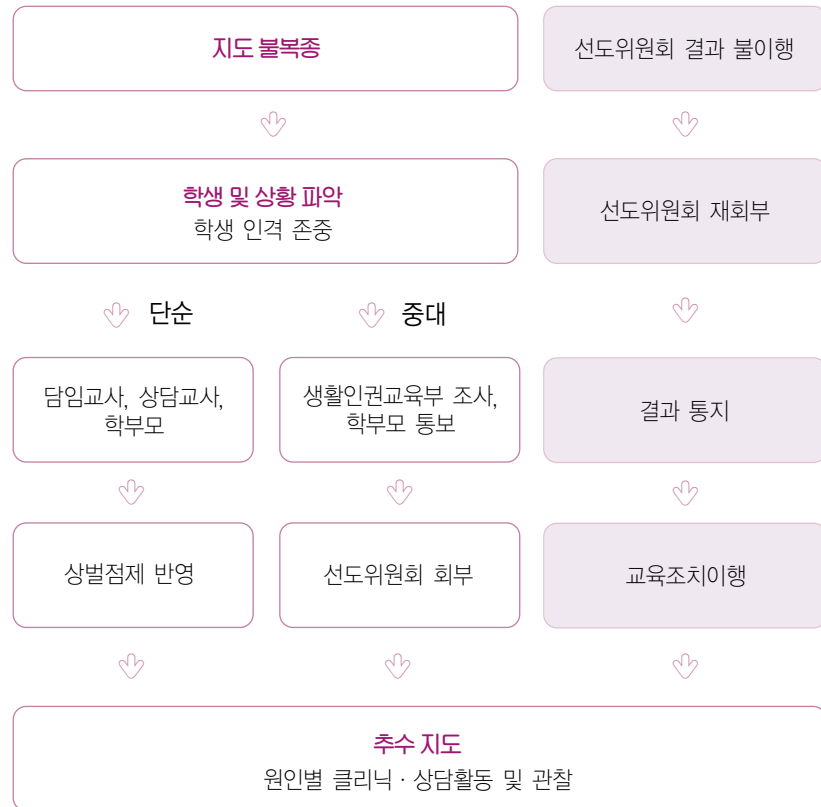 지도 불복종
선도위원회 결과 불이행
학생 및 상황 파악
학생 인격 존중
선도위원회 재회부
단순
중대
담임교사, 상담교사,
학부모
생활인권교육부 조사,
학부모 통보
결과 통지
상벌점제 반영
선도위원회 회부
교육조치이행
추수 지도
원인별 클리닉 · 상담활동 및 관찰